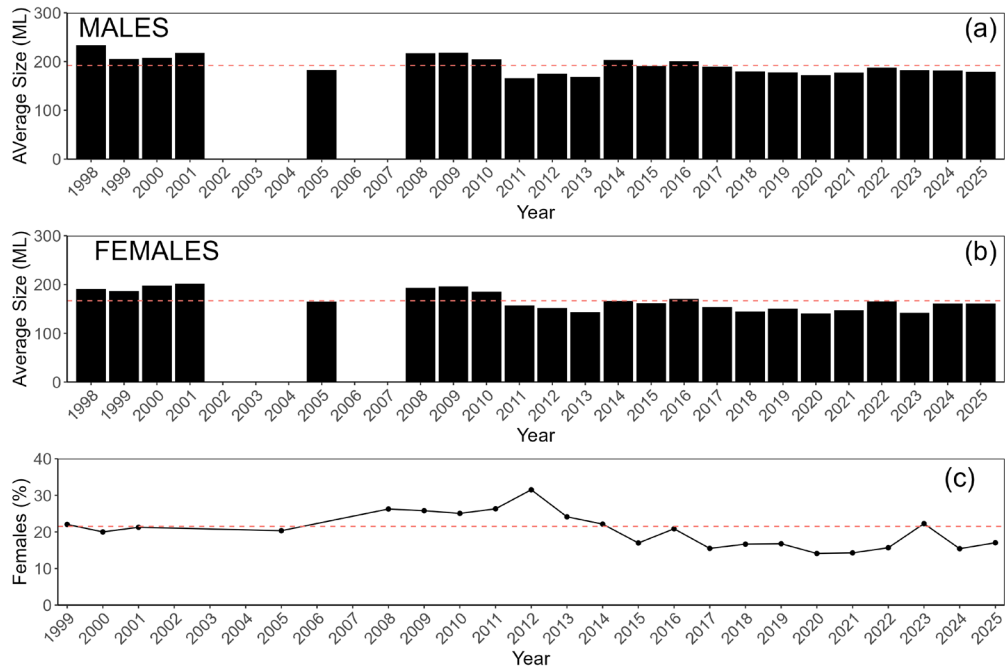 MALES
(a)
AVerage Size (ML)
300
200
100
0
1998 1999 2000 2001 2002 2003 2004 2005 2006 2007 2008 2009 2010 2011 2012 2013 2014 2015 2016 2017 2018 2019 2020 2021 2022 2023 2024 2025
Year
FEMALES
(b)
Average Size (ML)
300
200
100
0
1998 1999 2000 2001 2002 2003 2004 2005 2006 2007 2008 2009 2010 2011 2012 2013 2014 2015 2016 2017 2018 2019 2020 2021 2022 2023 2024 2025
Year
(c)
Females (%)
40
30
20
10
0
1999 2000 2001 2002 2003 2004 2005 2006 2007 2008 2009 2010 2011 2012 2013 2014 2015 2016 2017 2018 2019 2020 2021 2022 2023 2024 2025
Year